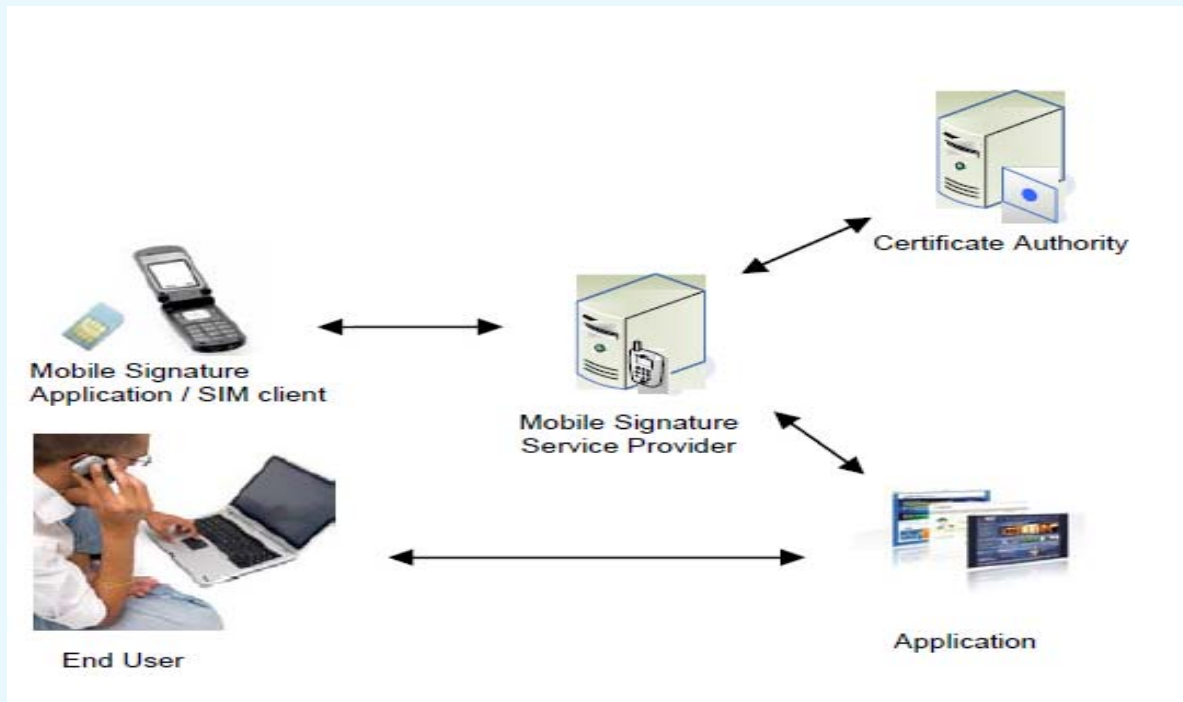 Certificate Authority
Mobile Signature
Application / SIM client
Mobile Signature
Service Provider
End User
Application